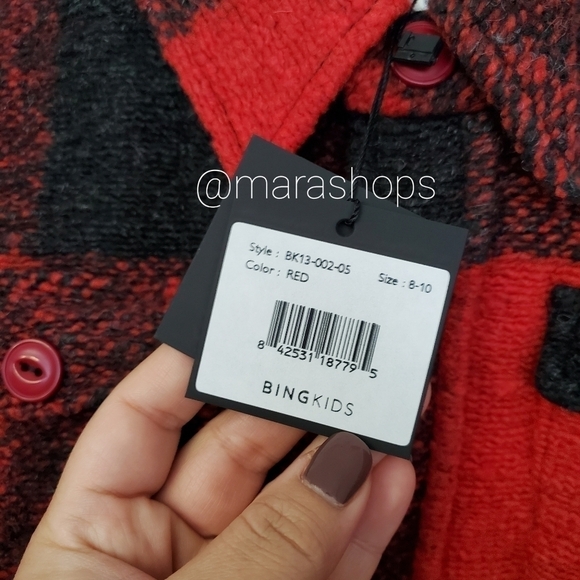 @marashops
Style : BK13-002-05
Color : RED Size : 8-10
8 42531 18779 5
BINGKIDS